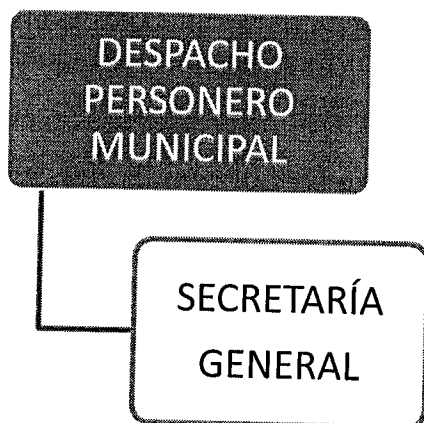 DESPACHO
PERSONERO
MUNICIPAL
SECRETARÍA
GENERAL